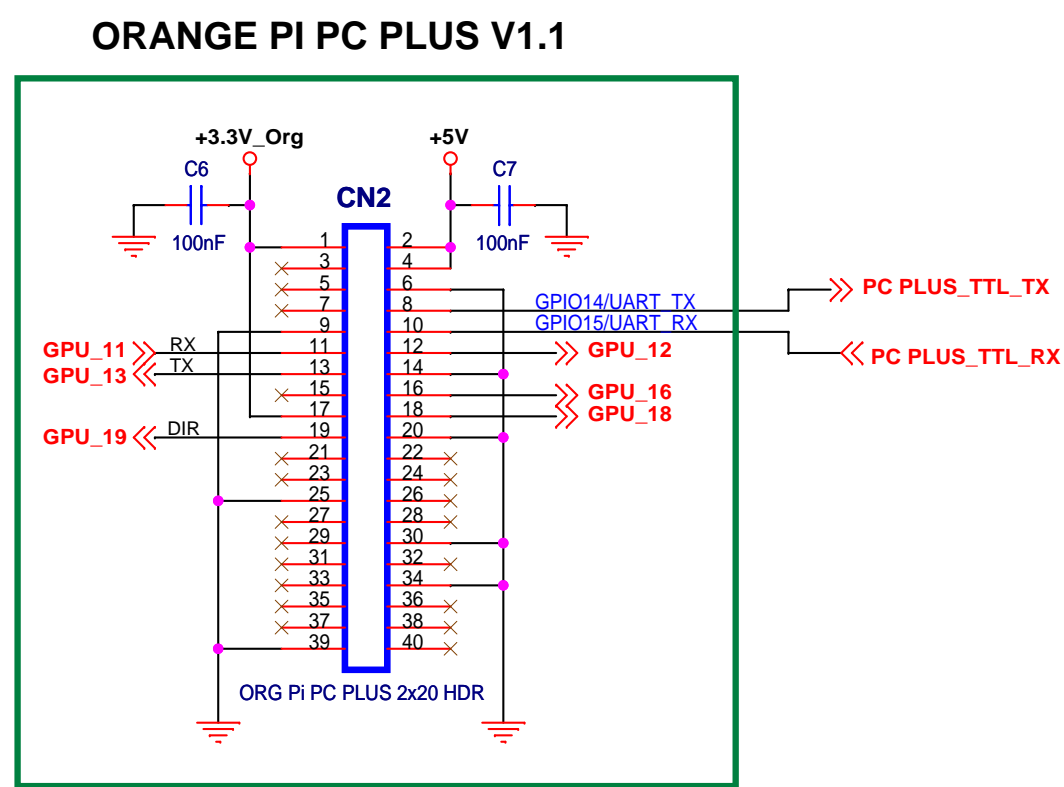 ORANGE PI PC PLUS V1.1
+3.3V_Org
+5V
C6
C7
CN2
100nF
100nF
1 2
3 4
5 6
7 8
9 10
11 12
13 14
15 16
17 18
19 20
21 22
23 24
25 26
27 28
29 30
31 32
33 34
35 36
37 38
39 40
GPIO14/UART_TX
GPIO15/UART_RX
PC PLUS_TTL_TX
PC PLUS_TTL_RX
GPU_11
RX
GPU_13
TX
GPU_12
GPU_16
GPU_18
GPU_19
DIR
ORG Pi PC PLUS 2x20 HDR